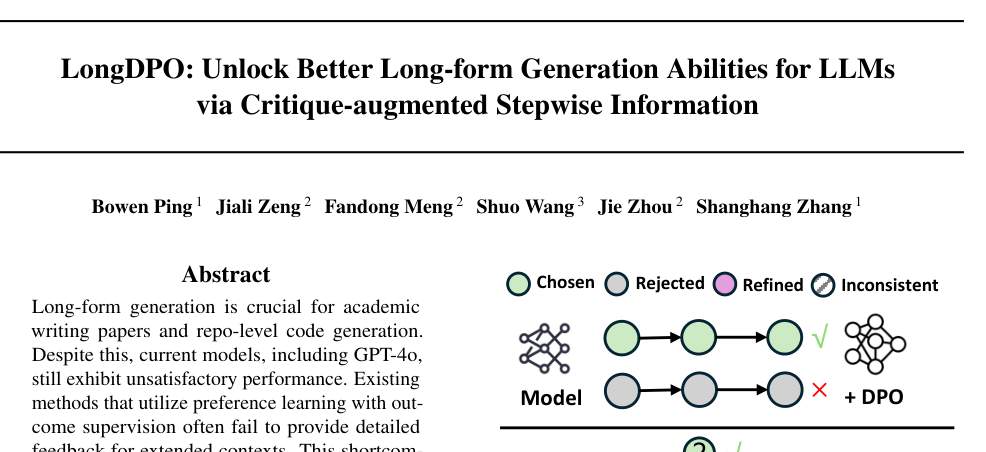 LongDPO: Unlock Better Long-form Generation Abilities for LLMs
via Critique-augmented Stepwise Information
Bowen Ping 1 Jiali Zeng 2 Fandong Meng 2 Shuo Wang 3 Jie Zhou 2 Shanghang Zhang 1
Abstract
Long-form generation is crucial for academic
writing papers and repo-level code generation.
Despite this, current models, including GPT-4o,
still exhibit unsatisfactory performance. Existing
methods that utilize preference learning with out-
come supervision often fail to provide detailed
feedback for extended contexts. This shortcom-
Chosen Rejected Refined Inconsistent
√
Model
× + DPO
2 √